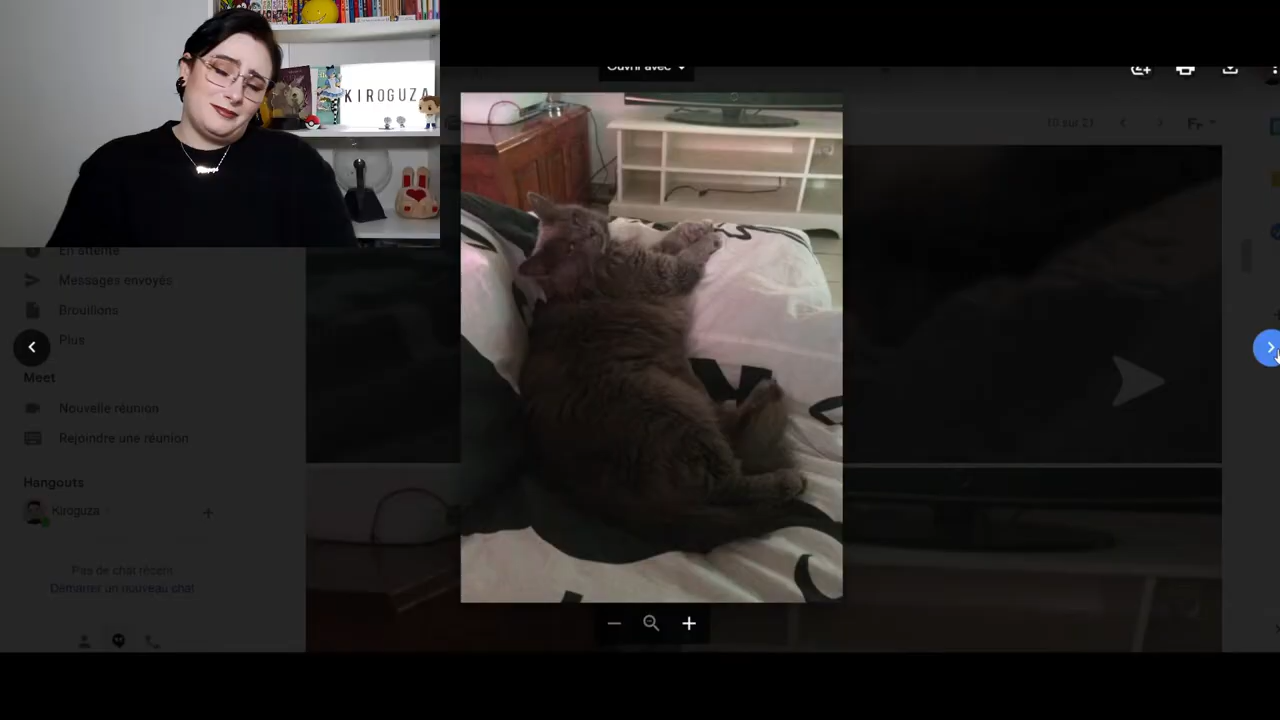 KIROGUZA
Ouvrir avec
10 sur 21
Fr
En attente
Messages envoyés
Brouillons
Plus
Meet
Nouvelle réunion
Rejoindre une réunion
Hangouts
Kiroguza
Pas de chat récent
Démarrer un nouveau chat